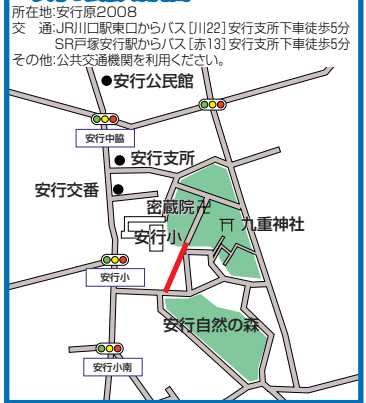 所在地:安行原2008
交　通:JR川口駅東口からバス[川22]安行支所下車徒歩5分
SR戸塚安行駅からバス[赤13]安行支所下車徒歩5分
その他:公共交通機関を利用ください。
安行公民館
安行中脇
安行支所
安行交番
密蔵院卍
安行小
九重神社
安行小
安行自然の森
安行小南